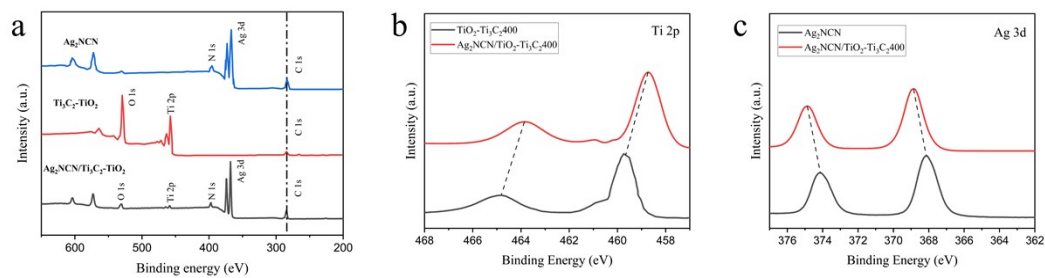 a
Ag₂NCN
N 1s
Ag 3d
C 1s
Ti₃C₂-TiO₂
O 1s
Ti 2p
C 1s
Ag₂NCN/Ti₃C₂-TiO₂
O 1s
Ti 2p
N 1s
Ag 3d
C 1s
Intensity (a.u.)
600 500 400 300 200
Binding energy (eV)
b
TiO₂-Ti₃C₂400
Ag₂NCN/TiO₂-Ti₃C₂400
Ti 2p
Intensity (a.u.)
468 466 464 462 460 458
Binding Energy (eV)
c
Ag₂NCN
Ag₂NCN/TiO₂-Ti₃C₂400
Ag 3d
Intensity (a.u.)
376 374 372 370 368 366 364 362
Binding Energy (eV)